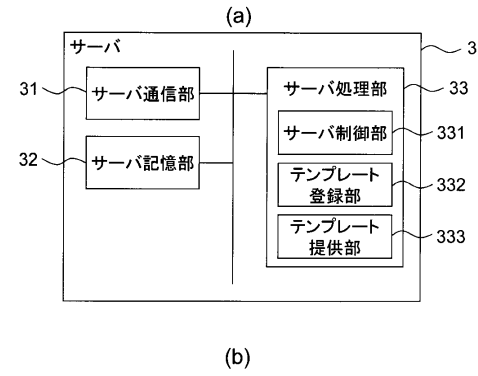 (a)
サーバ
3
31
サーバ通信部
サーバ処理部
33
サーバ制御部
331
32
サーバ記憶部
テンプレート
登録部
332
テンプレート
提供部
333
(b)